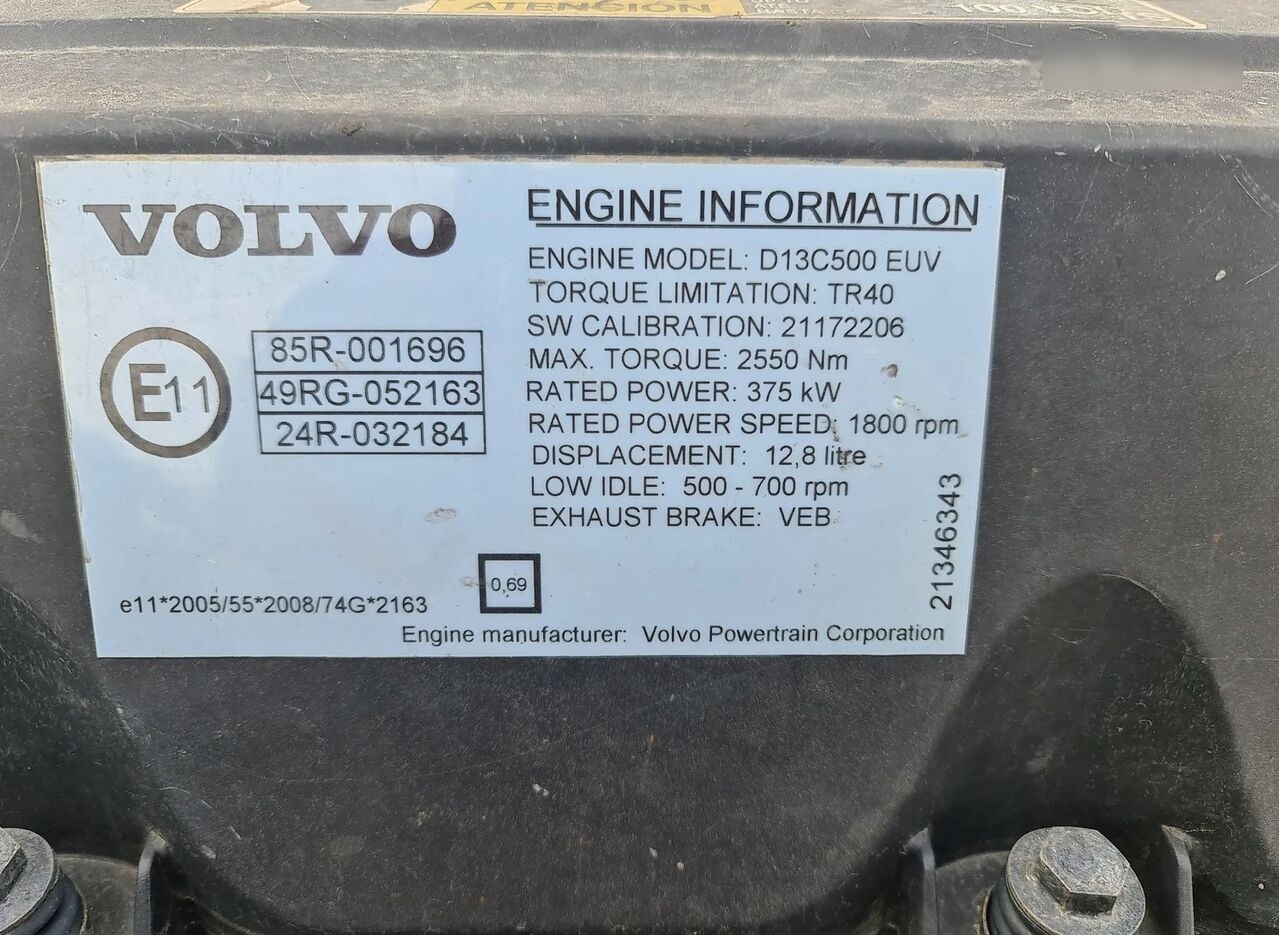 ATENCIÓN
VOLVO
E11
85R-001696
49RG-052163
24R-032184
ENGINE INFORMATION
ENGINE MODEL: D13C500 EUV
TORQUE LIMITATION: TR40
SW CALIBRATION: 21172206
MAX. TORQUE: 2550 Nm
RATED POWER: 375 kW
RATED POWER SPEED: 1800 rpm
DISPLACEMENT: 12,8 litre
LOW IDLE: 500 - 700 rpm
EXHAUST BRAKE: VEB
21346343
0,69
e11*2005/55*2008/74G*2163
Engine manufacturer: Volvo Powertrain Corporation